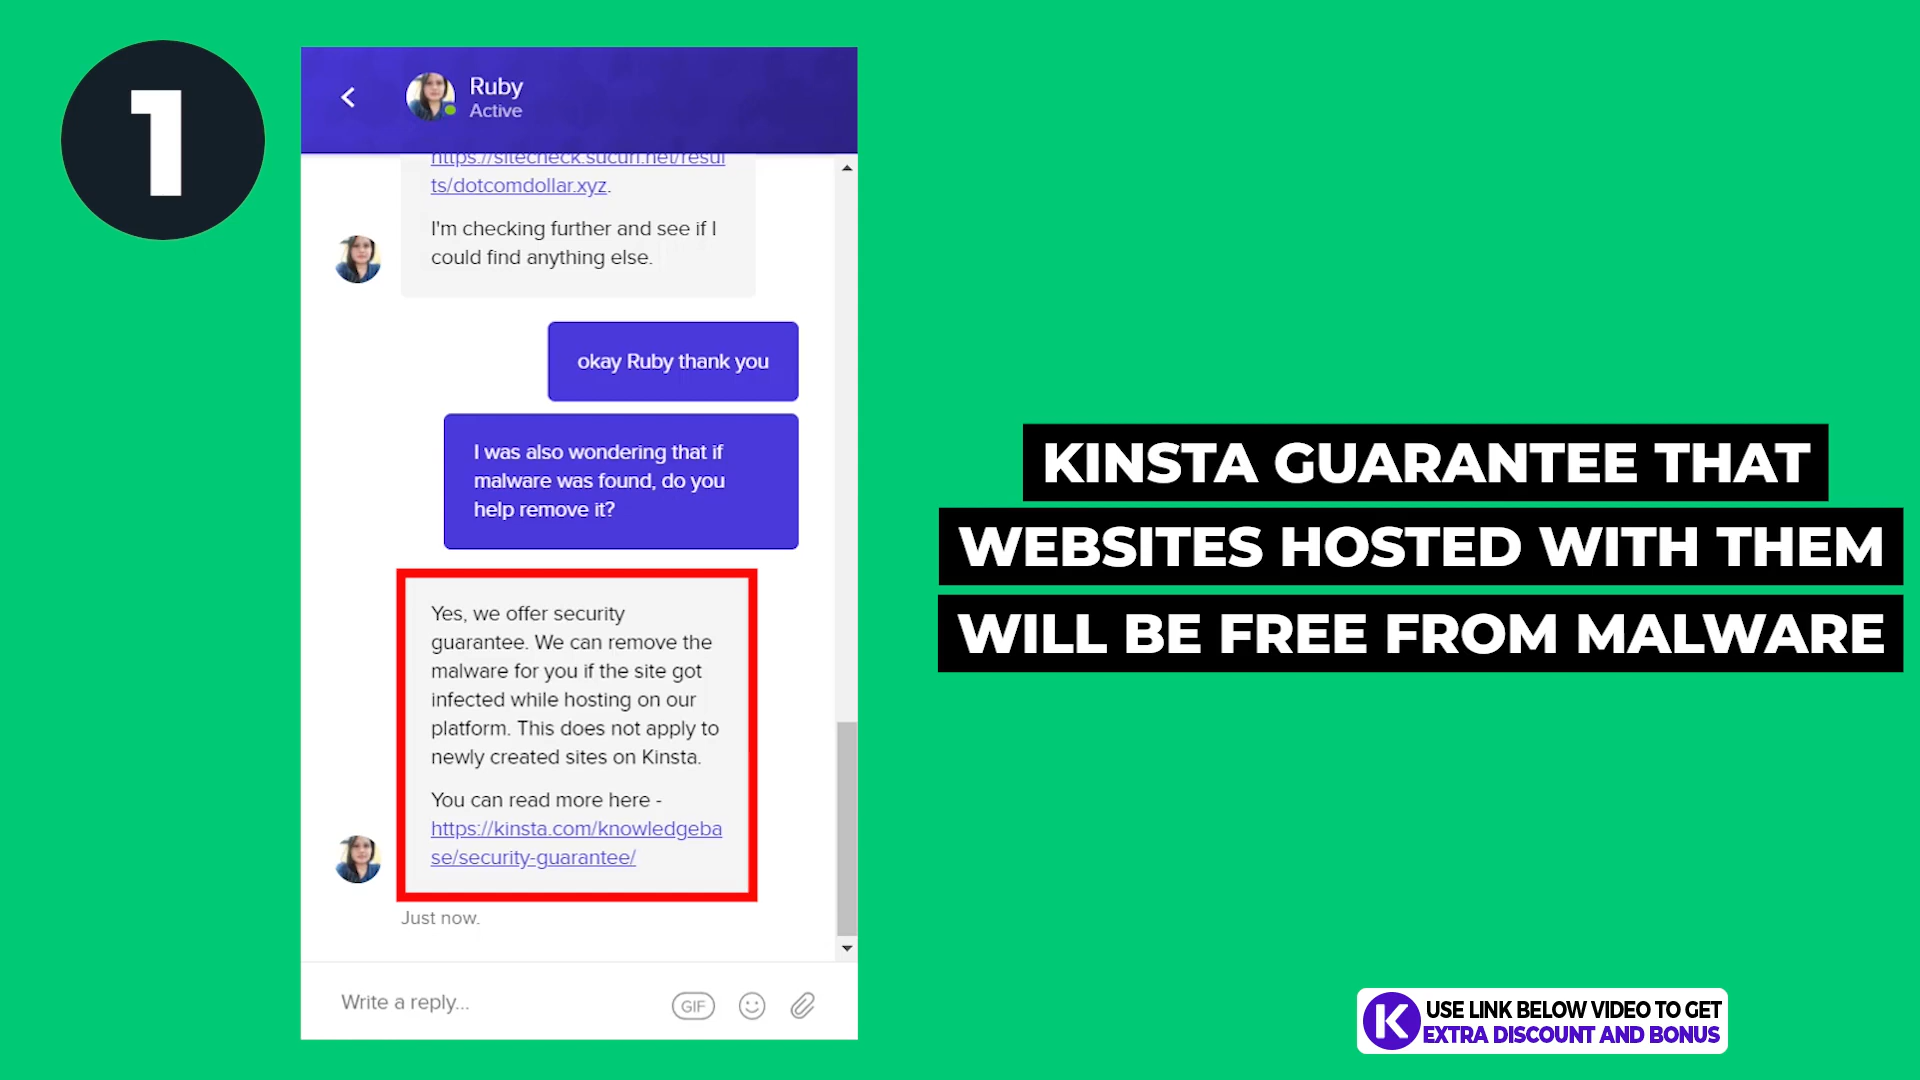 1
Ruby
Active
https://sitecheck.sucuri.net/resul
ts/dotcomdollar.xyz.
I'm checking further and see if I
could find anything else.
okay Ruby thank you
I was also wondering that if
malware was found, do you
help remove it?
Yes, we offer security
guarantee. We can remove the
malware for you if the site got
infected while hosting on our
platform. This does not apply to
newly created sites on Kinsta.
You can read more here -
https://kinsta.com/knowledgeba
se/security-guarantee/
Just now.
Write a reply...
GIF
KINSTA GUARANTEE THAT
WEBSITES HOSTED WITH THEM
WILL BE FREE FROM MALWARE
K
USE LINK BELOW VIDEO TO GET
EXTRA DISCOUNT AND BONUS